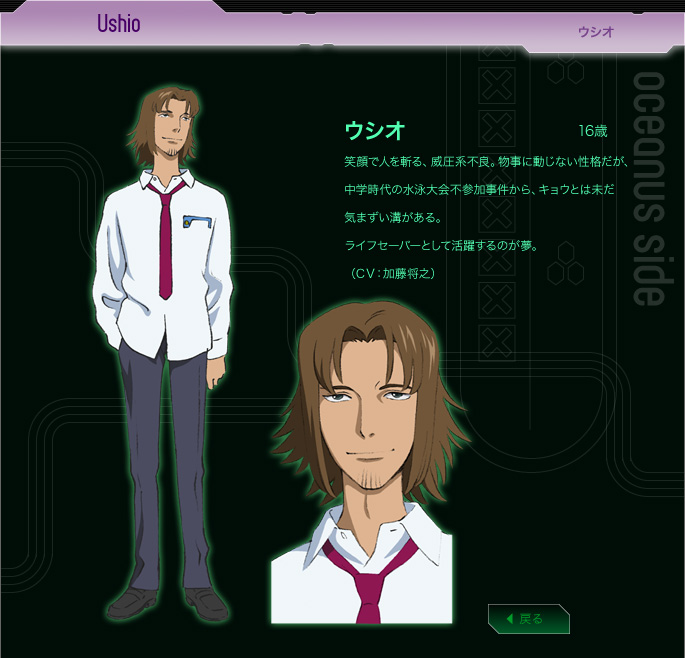 Ushio
ウシオ
oceanus side
ウシオ 16歳
笑顔で人を斬る、威圧系不良。物事に動じない性格だが、
中学時代の水泳大会不参加事件から、キョウとは未だ
気まずい溝がある。
ライフセーバーとして活躍するのが夢。
（CV：加藤将之）
戻る